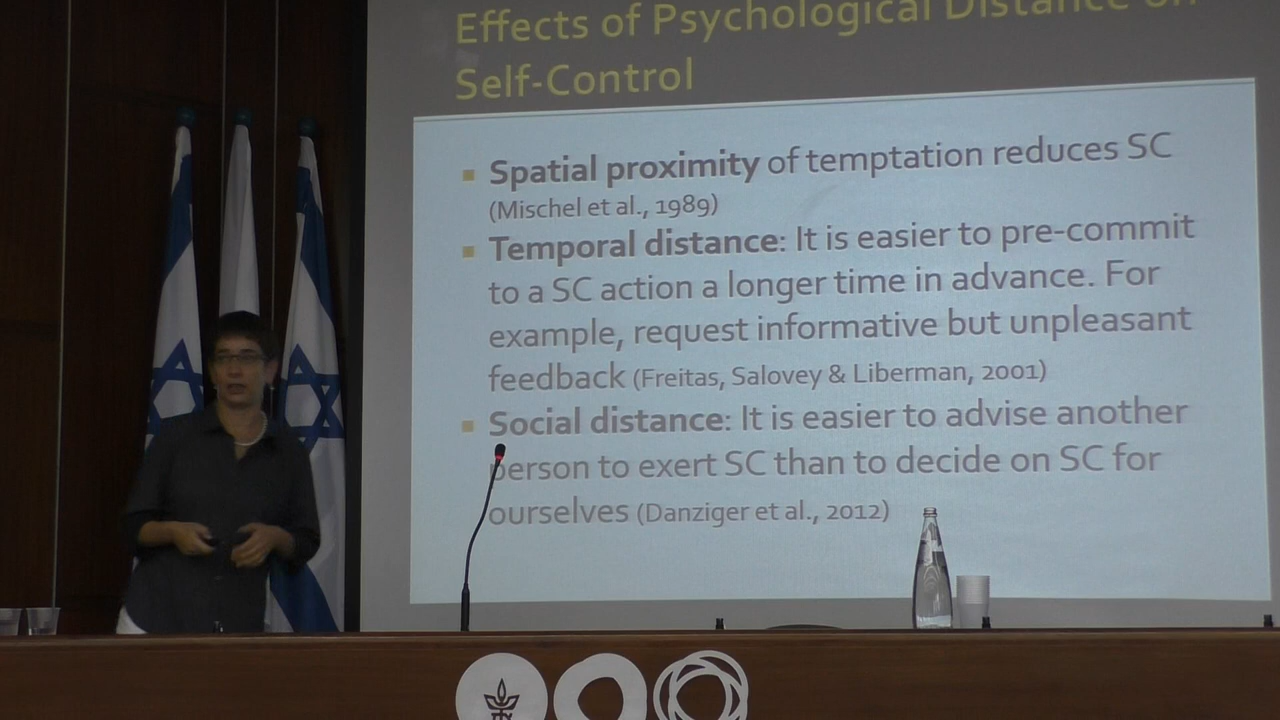 Effects of Psychological Distance on
Self-Control
Spatial proximity of temptation reduces SC
(Mischel et al., 1989)
Temporal distance: It is easier to pre-commit
to a SC action a longer time in advance. For
example, request informative but unpleasant
feedback (Freitas, Salovey & Liberman, 2001)
Social distance: It is easier to advise another
person to exert SC than to decide on SC for
ourselves (Danziger et al., 2012)